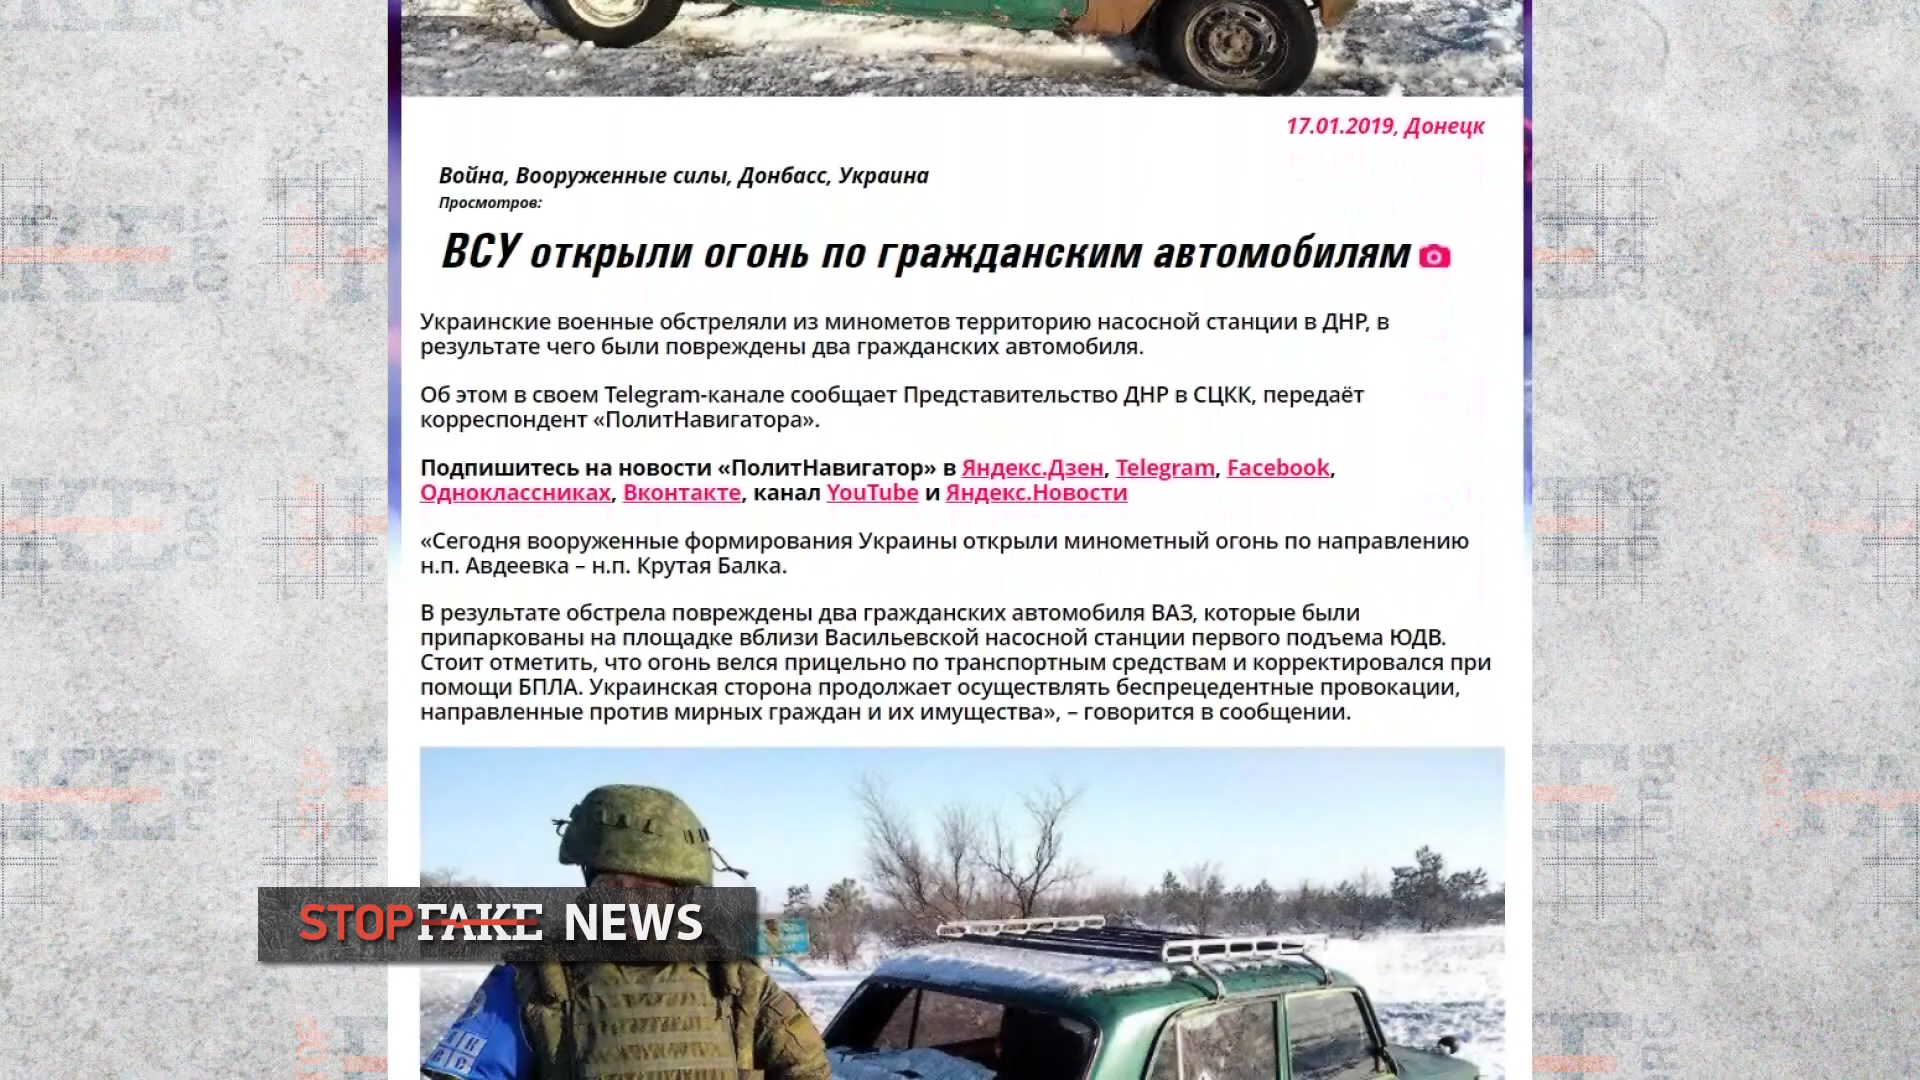 17.01.2019, Донецк
Война, Вооруженные силы, Донбасс, Украина
Просмотров:
ВСУ открыли огонь по гражданским автомобилям
Украинские военные обстреляли из минометов территорию насосной станции в ДНР, в
результате чего были повреждены два гражданских автомобиля.
Об этом в своем Telegram-канале сообщает Представительство ДНР в СЦКК, передаёт
корреспондент «ПолитНавигатора».
Подпишитесь на новости «ПолитНавигатор» в Яндекс.Дзен, Telegram, Facebook,
Одноклассниках, Вконтакте, канал YouTube и Яндекс.Новости
«Сегодня вооруженные формирования Украины открыли минометный огонь по направлению
н.п. Авдеевка – н.п. Крутая Балка.
В результате обстрела повреждены два гражданских автомобиля ВАЗ, которые были
припаркованы на площадке вблизи Васильевской насосной станции первого подъема ЮДВ.
Стоит отметить, что огонь велся прицельно по транспортным средствам и корректировался при
помощи БПЛА. Украинская сторона продолжает осуществлять беспрецедентные провокации,
направленные против мирных граждан и их имущества», – говорится в сообщении.
STOPFAKE NEWS